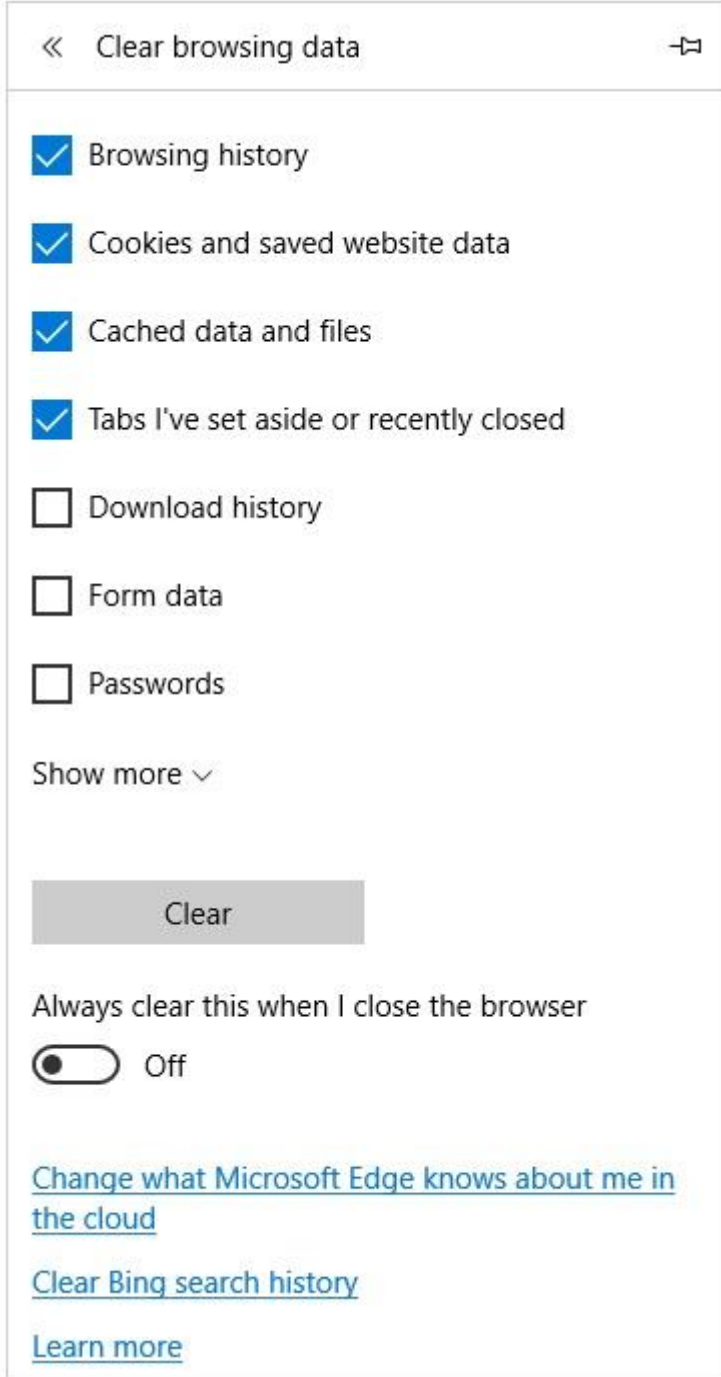 Clear browsing data
Browsing history
Cookies and saved website data
Cached data and files
Tabs I've set aside or recently closed
Download history
Form data
Passwords
Show more
Clear
Always clear this when I close the browser
Off
Change what Microsoft Edge knows about me in
the cloud
Clear Bing search history
Learn more